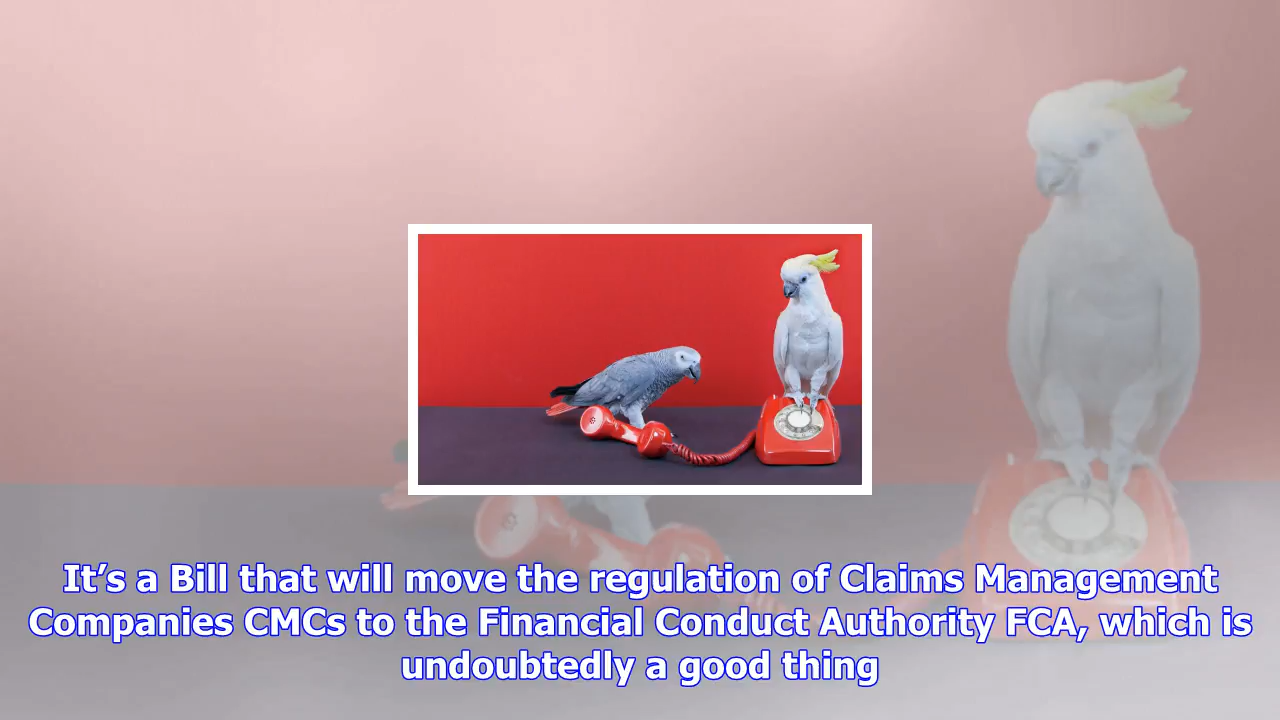 It’s a Bill that will move the regulation of Claims Management
Companies CMCs to the Financial Conduct Authority FCA, which is
undoubtedly a good thing